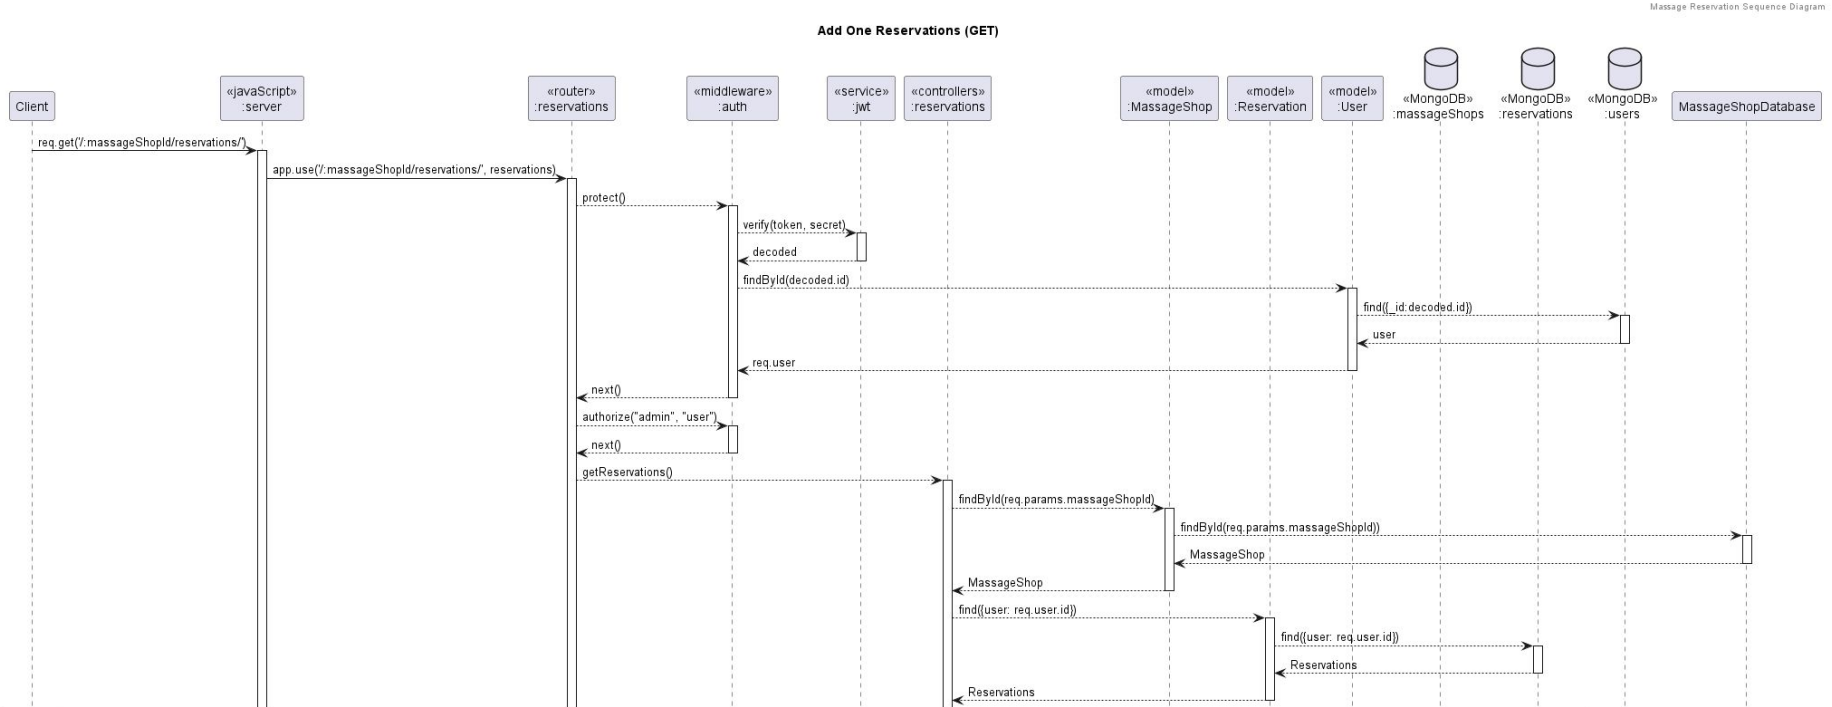 Massage Reservation Sequence Diagram
Add One Reservations (GET)
Client
«javaScript»
:server
«router»
:reservations
«middleware»
:auth
«service»
:jwt
«controllers»
:reservations
«model»
:MassageShop
«model»
:Reservation
«model»
:User
«MongoDB»
:massageShops
«MongoDB»
:reservations
«MongoDB»
:users
MassageShopDatabase
req.get('/:massageShopId/reservations/')
app.use('/:massageShopId/reservations/', reservations)
protect()
verify(token, secret)
decoded
findById(decoded.id)
find({_id:decoded.id})
user
req.user
next()
authorize("admin", "user")
next()
getReservations()
findById(req.params.massageShopId)
findById(req.params.massageShopId))
MassageShop
MassageShop
find({user: req.user.id})
find({user: req.user.id})
Reservations
Reservations